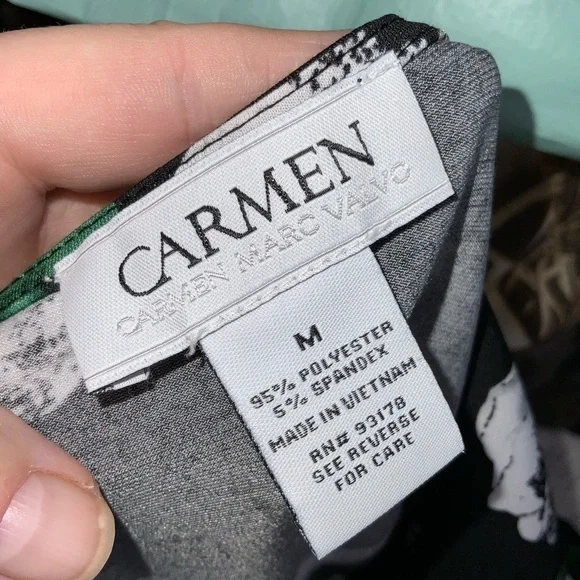 CARMEN
CARMEN MARC VALVO
M
95% POLYESTER
5% SPANDEX
MADE IN VIETNAM
RN# 93178
SEE REVERSE
FOR CARE